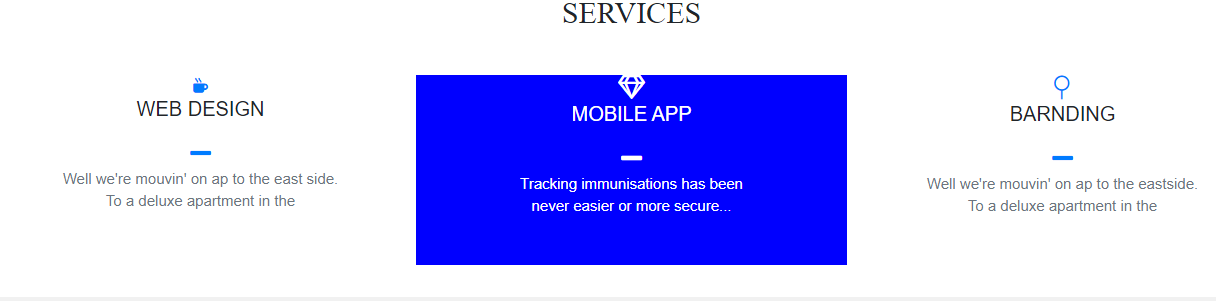 SERVICES
WEB DESIGN
Well we're mouvin' on ap to the east side.
To a deluxe apartment in the
MOBILE APP
Tracking immunisations has been
never easier or more secure...
BARNDING
Well we're mouvin' on ap to the eastside.
To a deluxe apartment in the